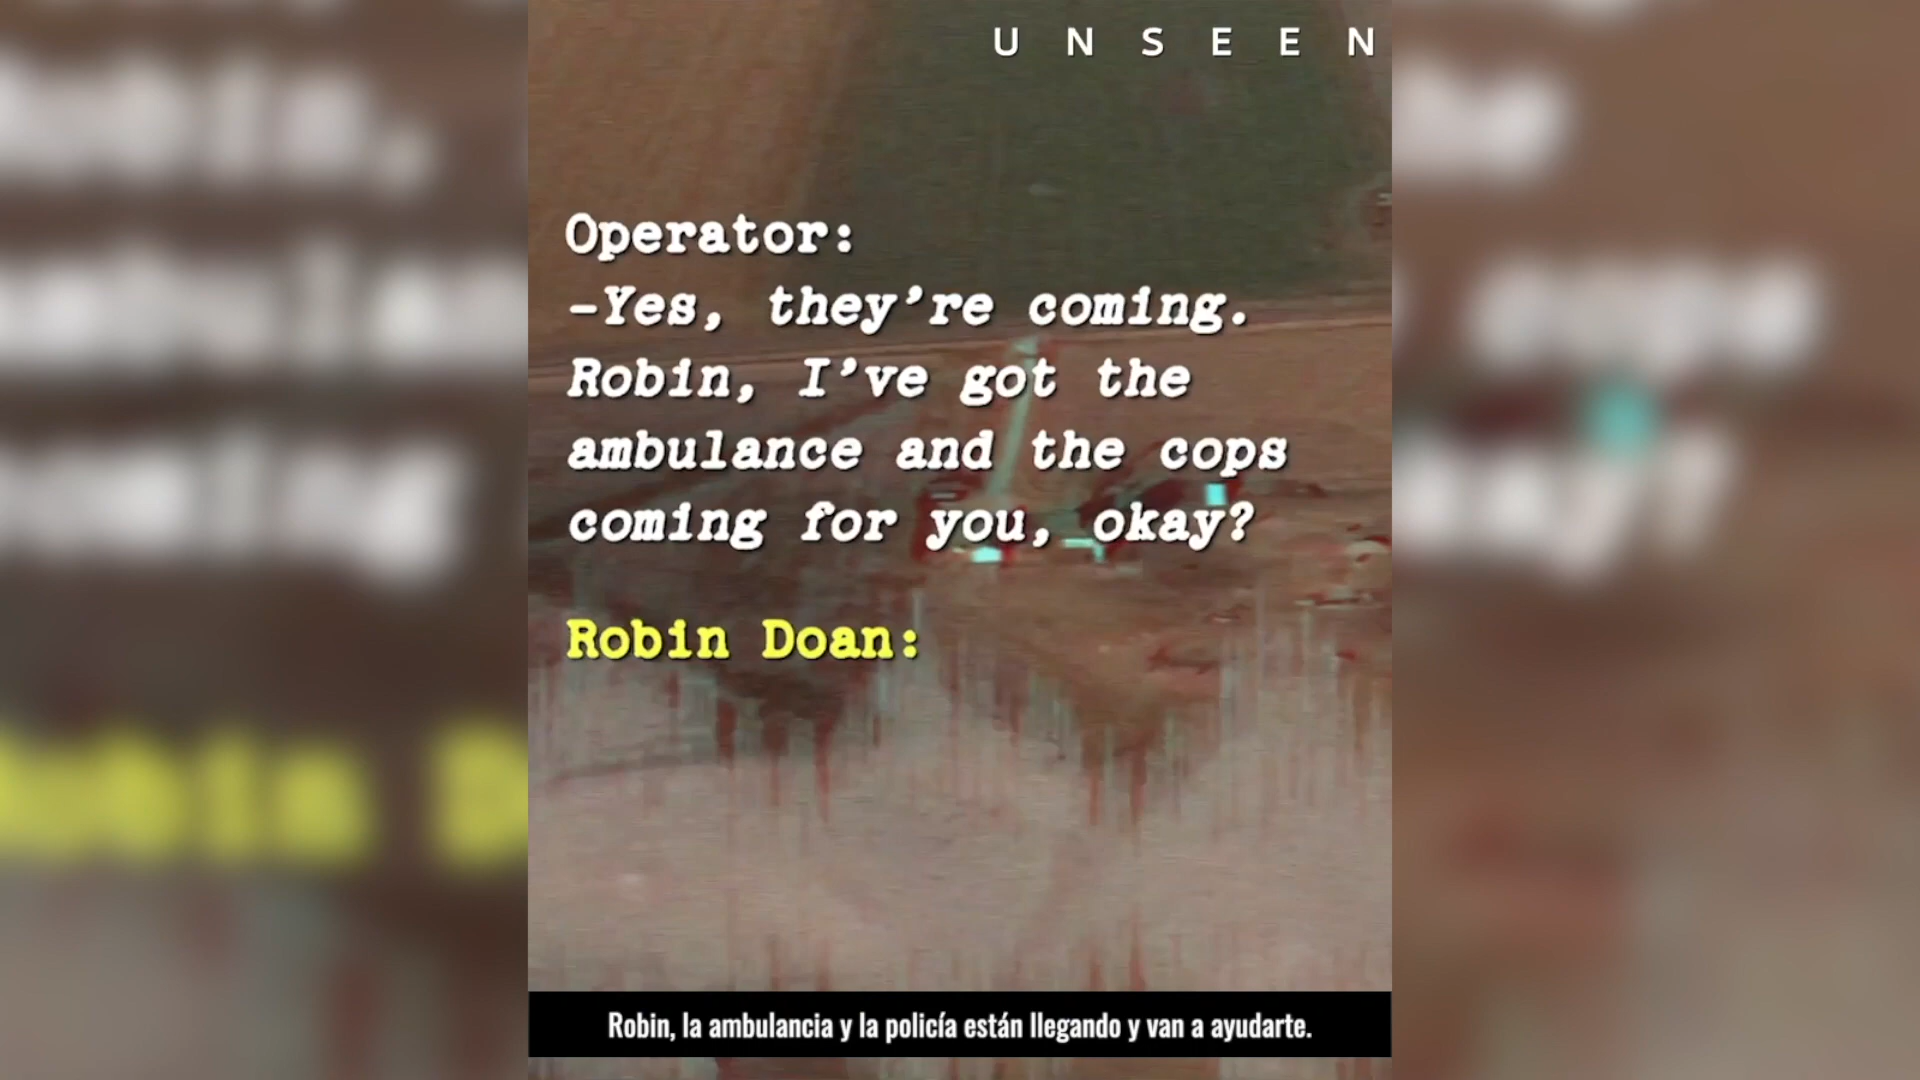 UNSEEN
Operator:
-Yes, they're coming.
Robin, I've got the
ambulance and the cops
coming for you, okay?
Robin Doan:
Robin, la ambulancia y la policía están llegando y van a ayudarte.